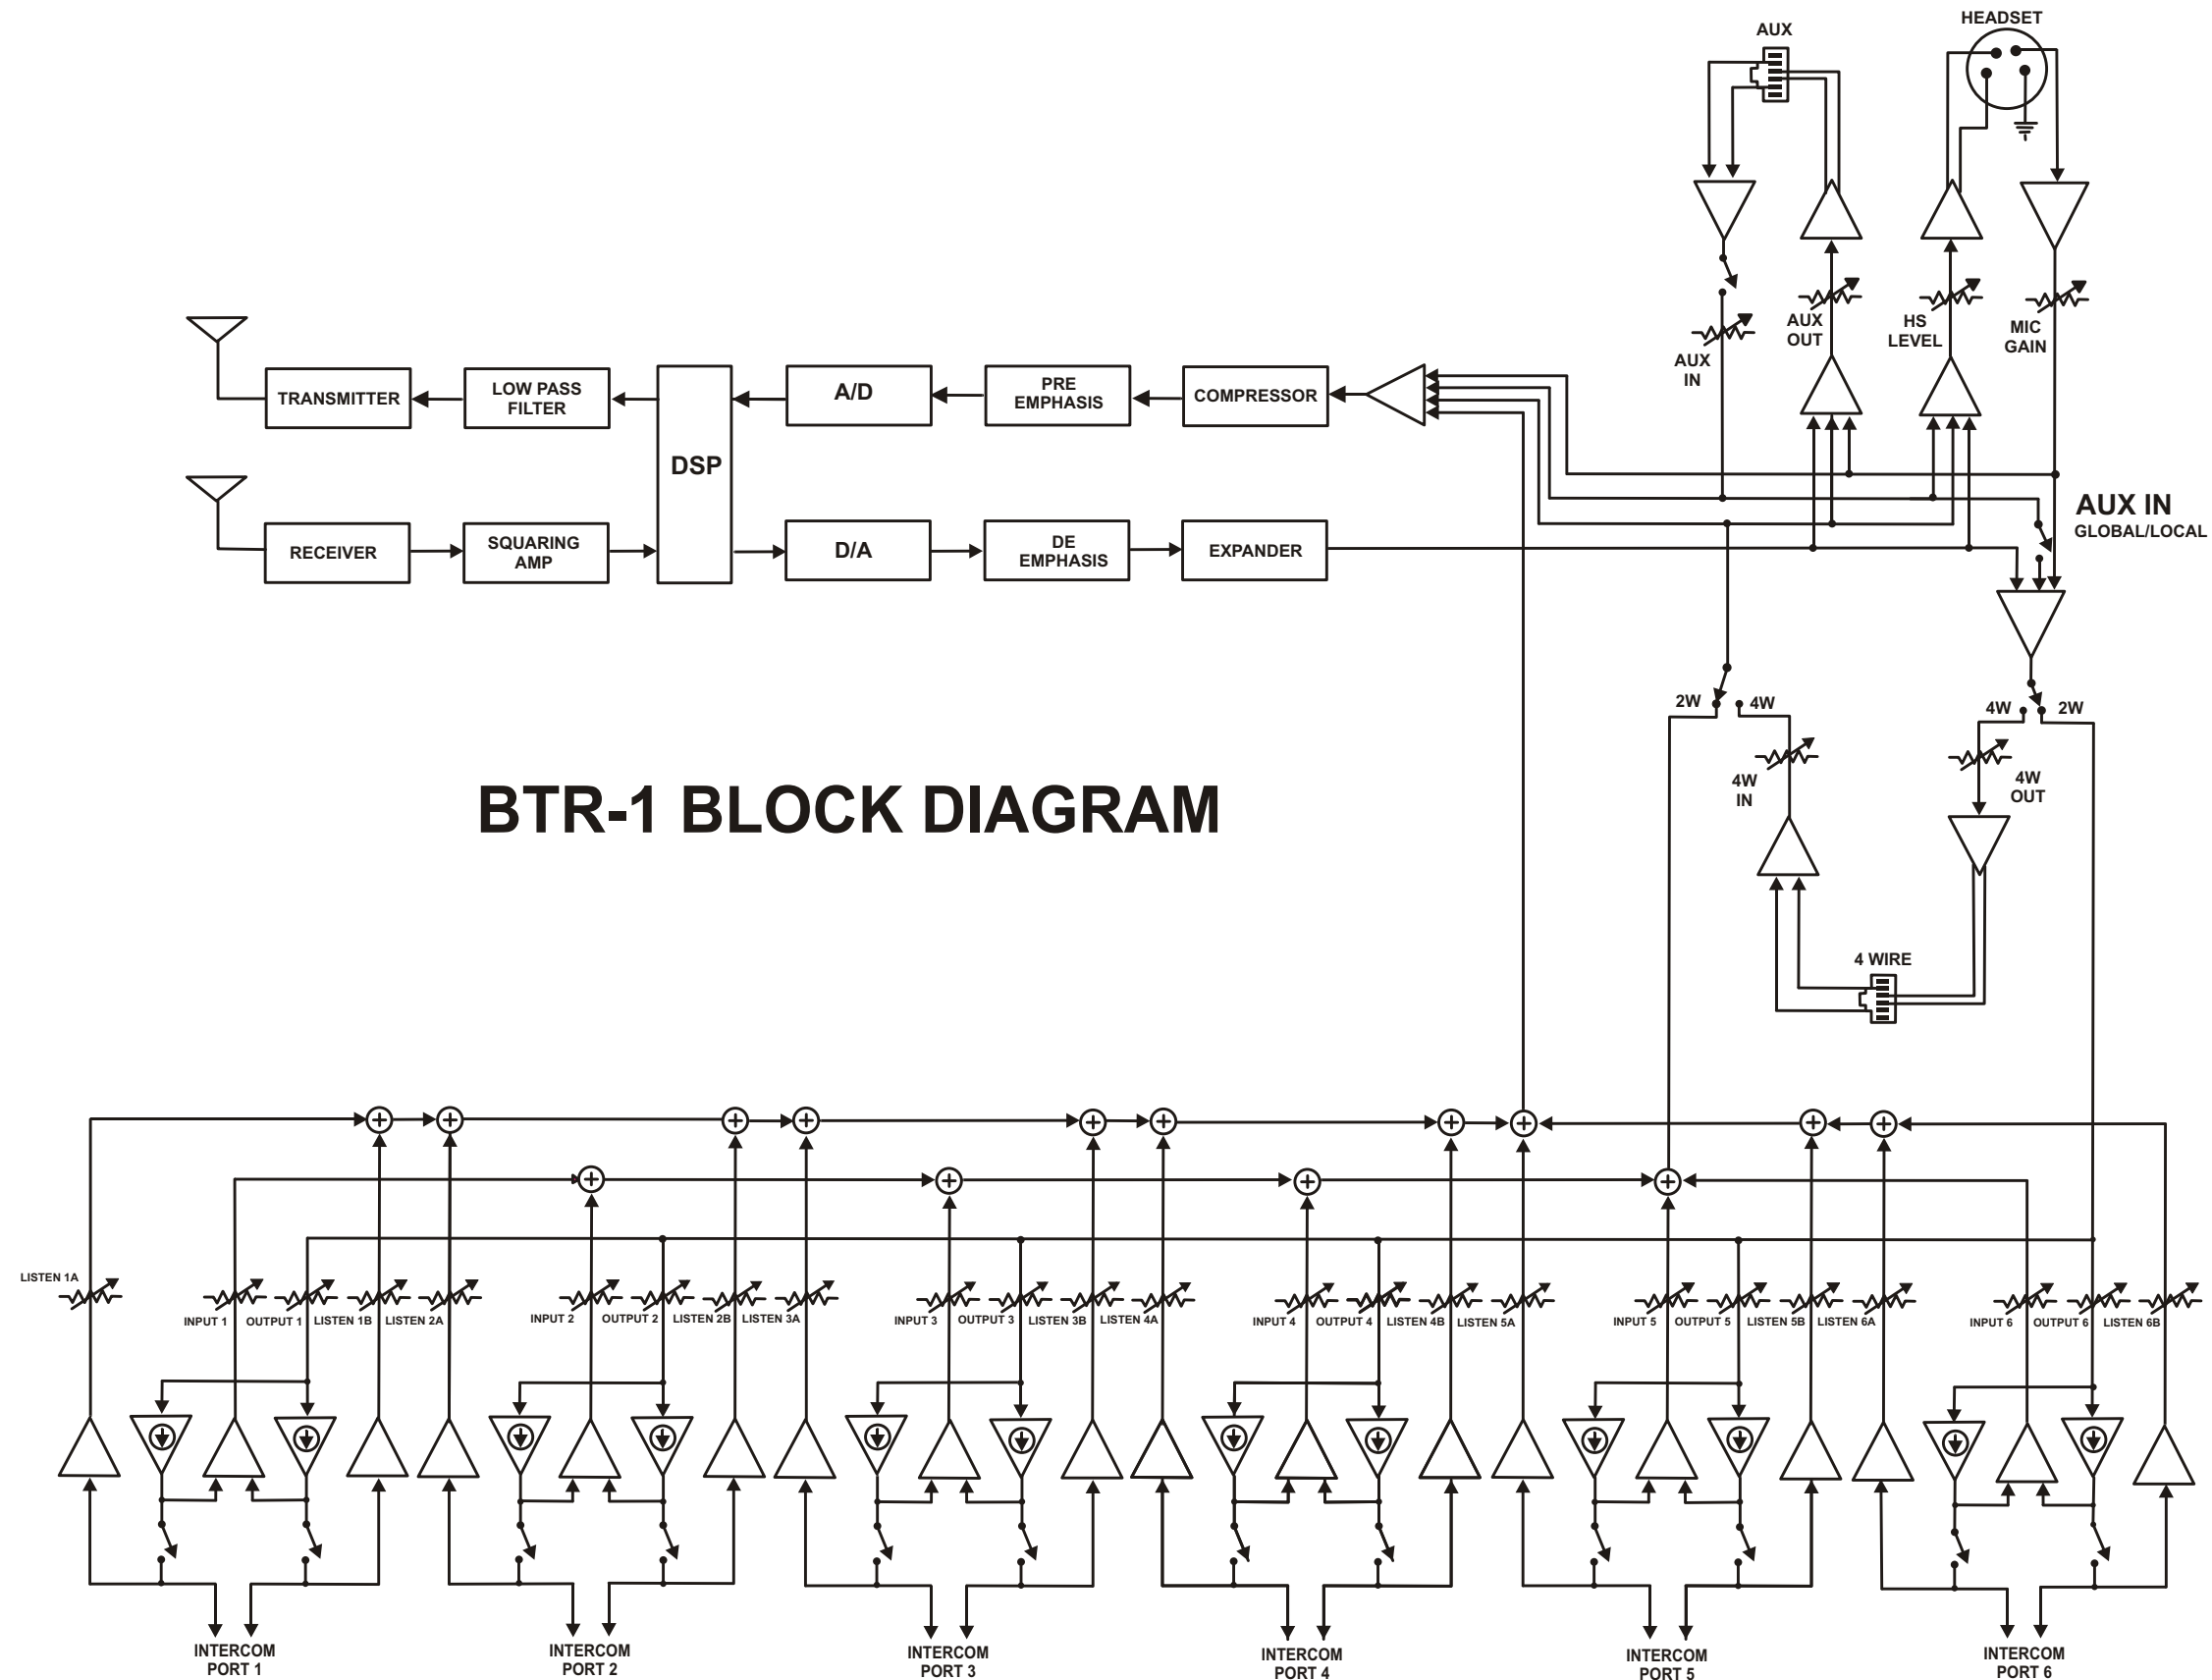 HEADSET
AUX
AUX
OUT
HS
LEVEL
MIC
GAIN
AUX
IN
TRANSMITTER
LOW PASS
FILTER
A/D
PRE
EMPHASIS
COMPRESSOR
DSP
AUX IN
GLOBAL/LOCAL
RECEIVER
SQUARING
AMP
D/A
DE
EMPHASIS
EXPANDER
2W
4W
4W
2W
4W
IN
4W
OUT
BTR-1 BLOCK DIAGRAM
4 WIRE
LISTEN 1A
INPUT 1
OUTPUT 1
LISTEN 1B
LISTEN 2A
INPUT 2
OUTPUT 2
LISTEN 2B
LISTEN 3A
INPUT 3
OUTPUT 3
LISTEN 3B
LISTEN 4A
INPUT 4
OUTPUT 4
LISTEN 4B
LISTEN 5A
INPUT 5
OUTPUT 5
LISTEN 5B
LISTEN 6A
INPUT 6
OUTPUT 6
LISTEN 6B
INTERCOM
PORT 1
INTERCOM
PORT 2
INTERCOM
PORT 3
INTERCOM
PORT 4
INTERCOM
PORT 5
INTERCOM
PORT 6